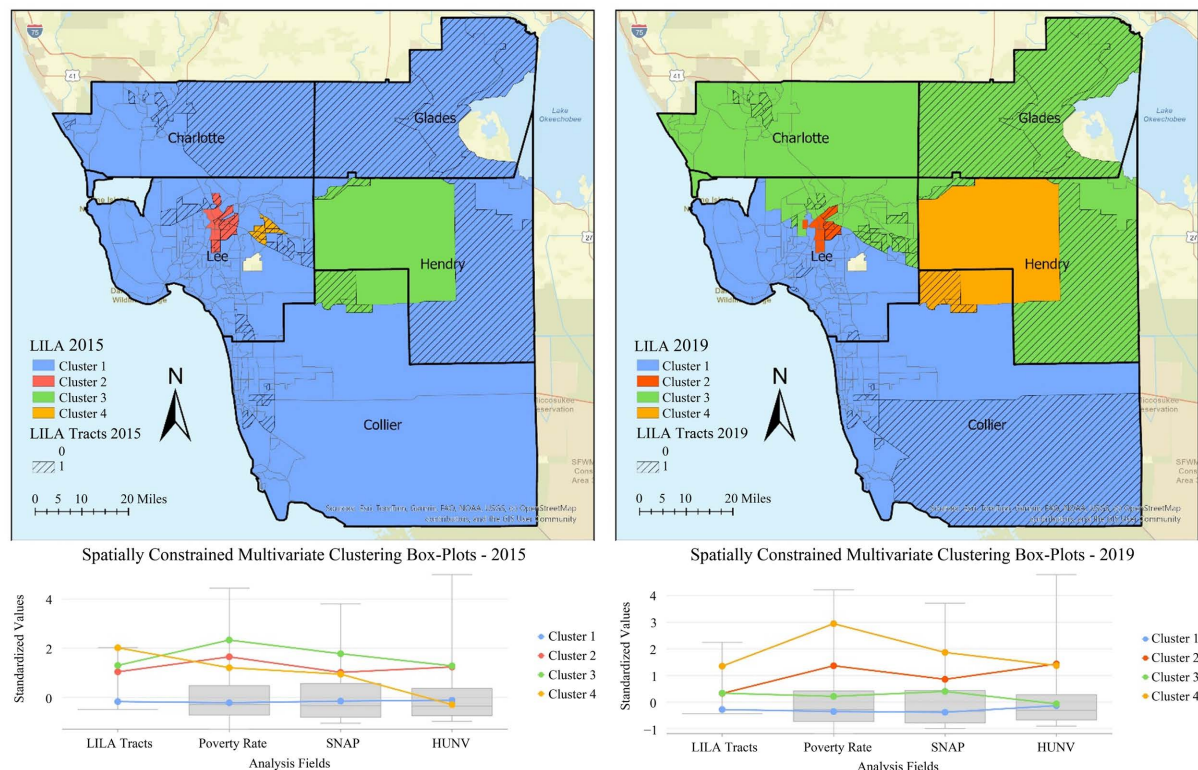 75
41
Charlotte
Glades
Lake
Okeechobee
Lee
Hendry
27
Collier
LILA 2015
Cluster 1
Cluster 2
Cluster 3
Cluster 4
LILA Tracts 2015
0
1
N
0 5 10 20 Miles
75
41
Charlotte
Glades
Lake
Okeechobee
Lee
Hendry
27
Collier
LILA 2019
Cluster 1
Cluster 2
Cluster 3
Cluster 4
LILA Tracts 2019
0
1
N
0 5 10 20 Miles
Spatially Constrained Multivariate Clustering Box-Plots - 2015
Standardized Values
4
2
0
LILA Tracts Poverty Rate SNAP HUNV
Analysis Fields
Cluster 1
Cluster 2
Cluster 3
Cluster 4
Spatially Constrained Multivariate Clustering Box-Plots - 2019
Standardized Values
4
3
2
1
0
−1
LILA Tracts Poverty Rate SNAP HUNV
Analysis Fields
Cluster 1
Cluster 2
Cluster 3
Cluster 4